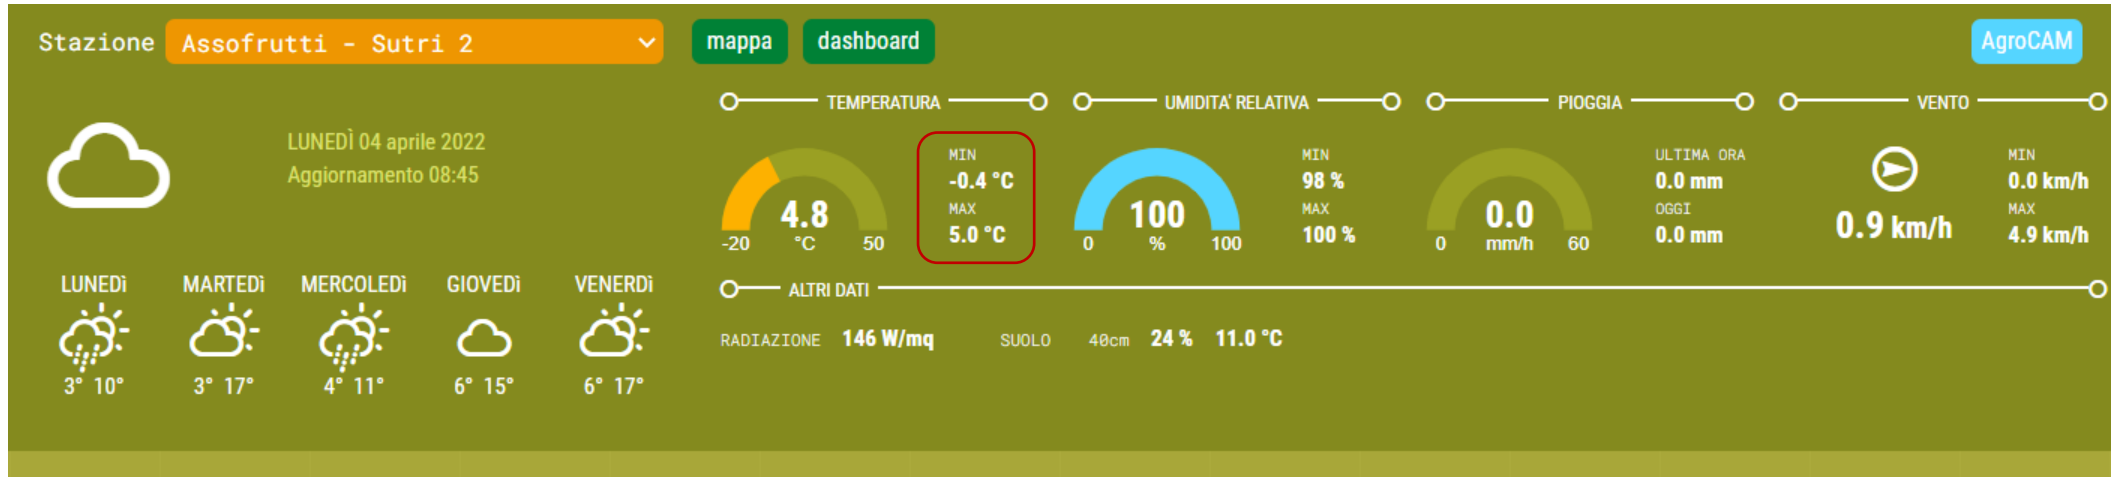 Stazione Assofrutti - Sutri 2 mappa dashboard AgroCAM
LUNEDÌ 04 aprile 2022
Aggiornamento 08:45
LUNEDì MARTEDì MERCOLEDì GIOVEDì VENERDì
3° 10° 3° 17° 4° 11° 6° 15° 6° 17°
TEMPERATURA
4.8
°C
-20 50
MIN
-0.4 °C
MAX
5.0 °C
UMIDITA' RELATIVA
100
%
0 100
MIN
98 %
MAX
100 %
PIOGGIA
0.0
mm/h
0 60
ULTIMA ORA
0.0 mm
OGGI
0.0 mm
VENTO
0.9 km/h
MIN
0.0 km/h
MAX
4.9 km/h
ALTRI DATI
RADIAZIONE 146 W/mq SUOLO 40cm 24 % 11.0 °C